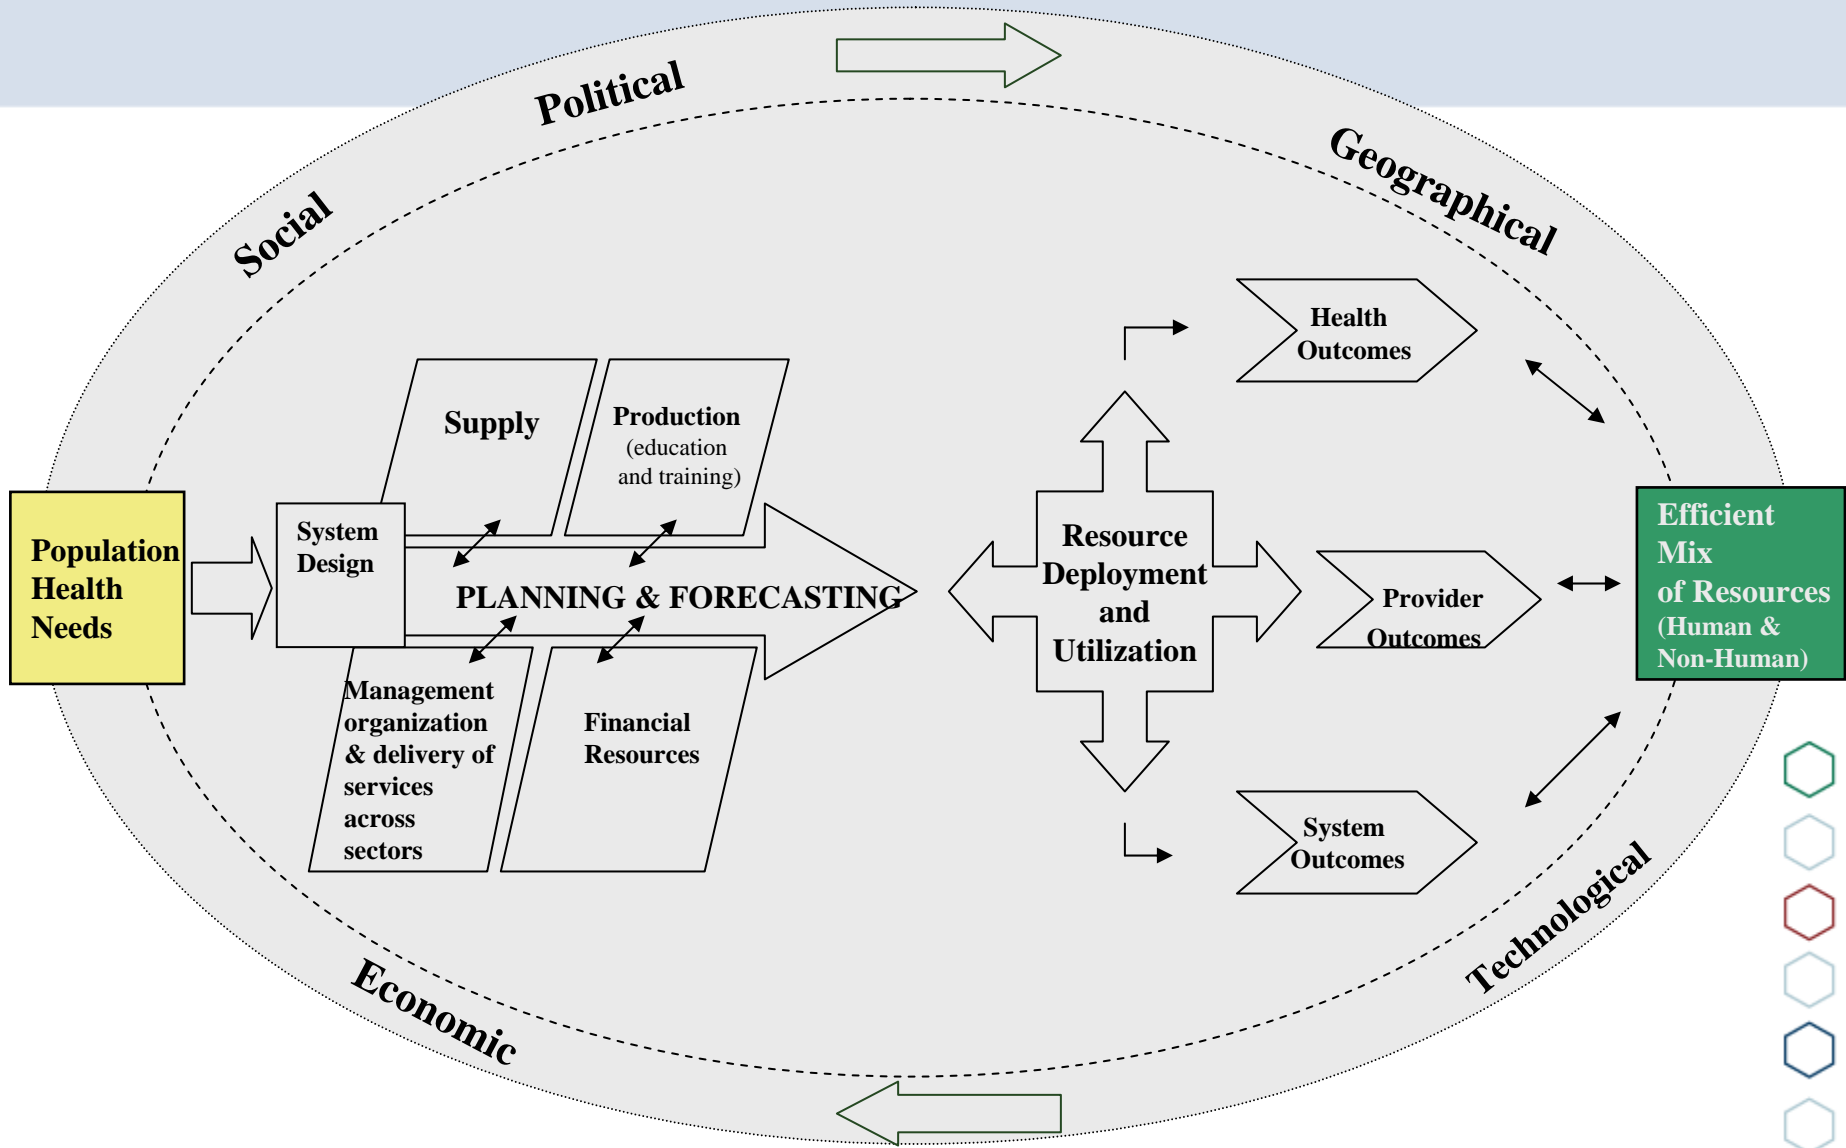 Political
Geographical
Social
Health
Outcomes
Supply
Production
(education
and training)
Population
Health
Needs
System
Design
PLANNING & FORECASTING
Resource
Deployment
and
Utilization
Provider
Outcomes
Efficient
Mix
of Resources
(Human &
Non-Human)
Management
organization
& delivery of
services
across
sectors
Financial
Resources
System
Outcomes
Economic
Technological